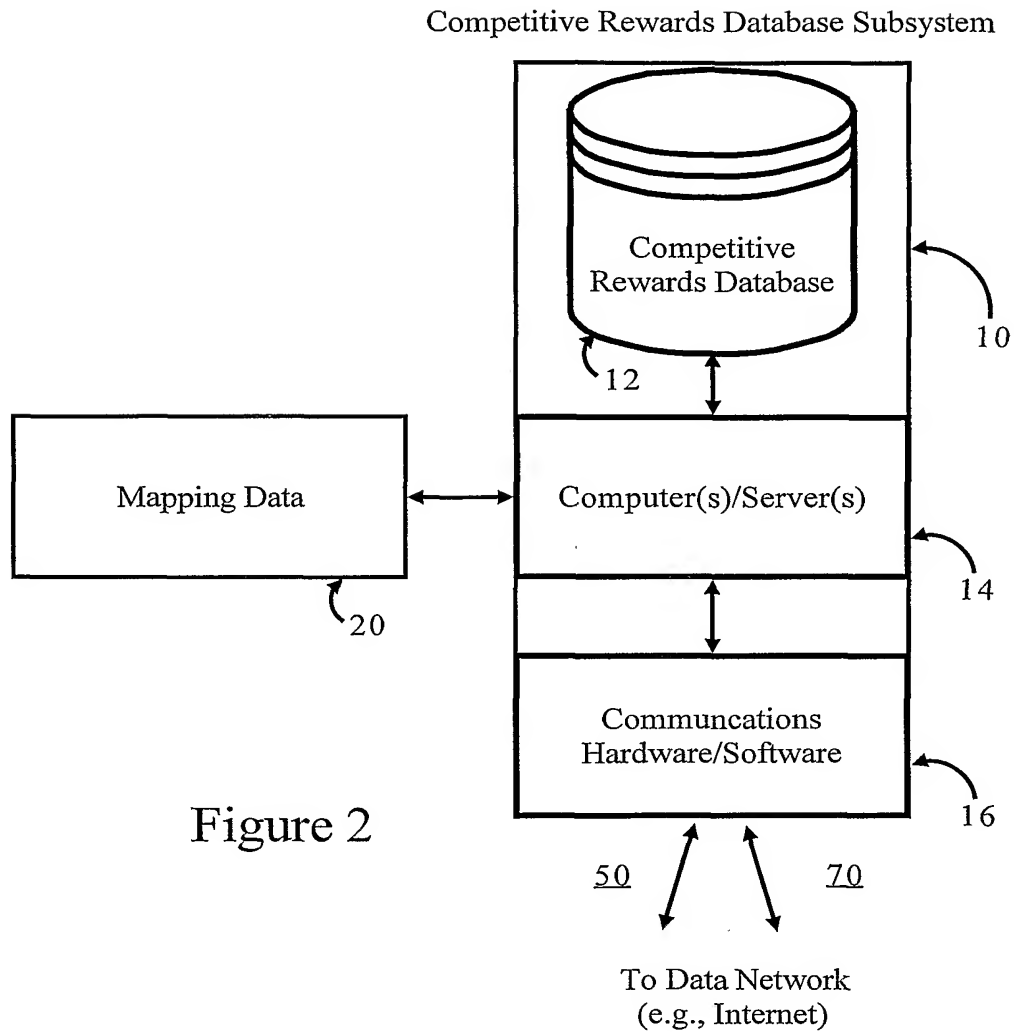 Competitive Rewards Database Subsystem
Competitive
Rewards Database
10
12
Mapping Data
Computer(s)/Server(s)
14
20
Communcations
Hardware/Software
16
Figure 2
50
70
To Data Network
(e.g., Internet)